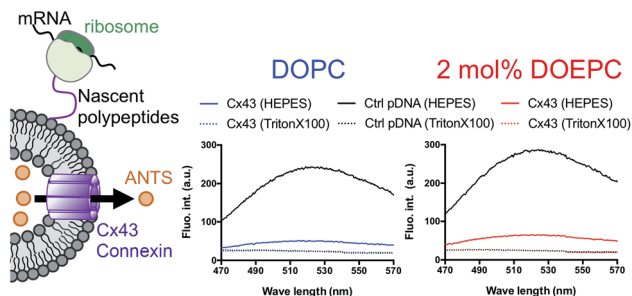 mRNA
ribosome
Nascent
polypeptides
ANTS
Cx43
Connexin
DOPC
2 mol% DOEPC
Cx43 (HEPES) Ctrl pDNA (HEPES) Cx43 (HEPES)
Cx43 (TritonX100) Ctrl pDNA (TritonX100) Cx43 (TritonX100)
Fluo. int. (a.u.)
300
200
100
0
470 490 510 530 550 570
Wave length (nm)
Fluo. int. (a.u.)
300
200
100
0
470 490 510 530 550 570
Wave length (nm)